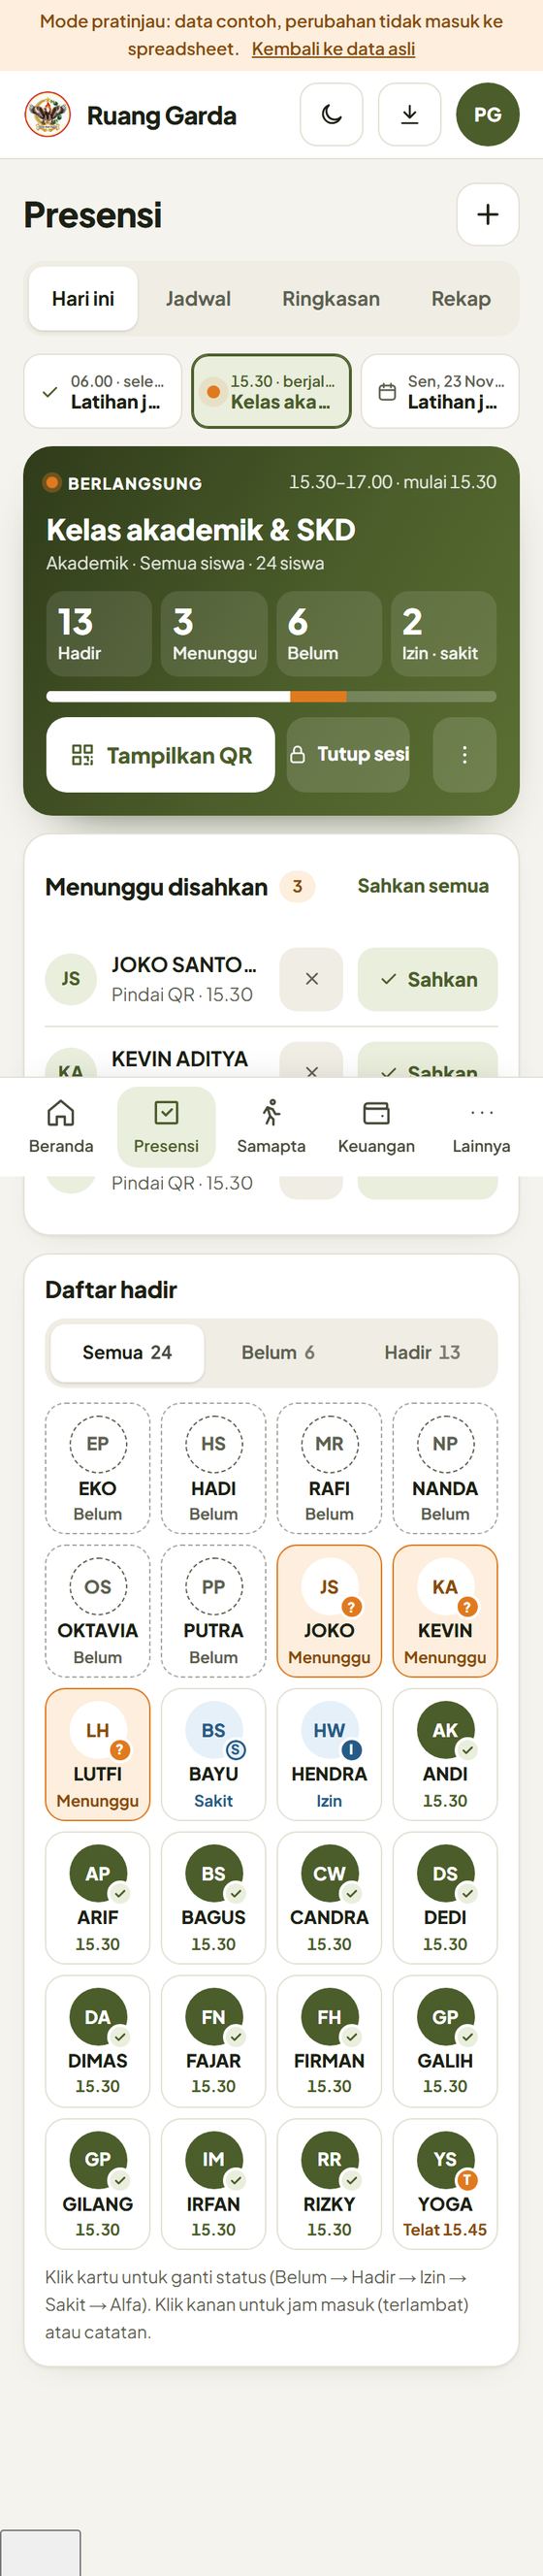 Mode pratinjau: data contoh, perubahan tidak masuk ke
spreadsheet. Kembali ke data asli
Ruang Garda
PG
Presensi
Hari ini Jadwal Ringkasan Rekap
06.00 · sele...
Latihan j...
15.30 · berjal...
Kelas aka...
Sen, 23 Nov...
Latihan j...
BERLANGSUNG 15.30–17.00 · mulai 15.30
Kelas akademik & SKD
Akademik · Semua siswa · 24 siswa
13 3 6 2
Hadir Menunggu Belum Izin · sakit
Tampilkan QR Tutup sesi
Menunggu disahkan 3 Sahkan semua
JS JOKO SANTO...
Pindai QR · 15.30
Sahkan
KA KEVIN ADITYA
Sahkan
Beranda Presensi Samapta Keuangan Lainnya
Pindai QR · 15.30
Daftar hadir
Semua 24 Belum 6 Hadir 13
EP HS MR NP
EKO HADI RAFI NANDA
Belum Belum Belum Belum
OS PP JS ? KA ?
OKTAVIA PUTRA JOKO KEVIN
Belum Belum Menunggu Menunggu
LH ? BS S HW I AK
LUTFI BAYU HENDRA ANDI
Menunggu Sakit Izin 15.30
AP BS CW DS
ARIF BAGUS CANDRA DEDI
15.30 15.30 15.30 15.30
DA FN FH GP
DIMAS FAJAR FIRMAN GALIH
15.30 15.30 15.30 15.30
GP IM RR YS T
GILANG IRFAN RIZKY YOGA
15.30 15.30 15.30 Telat 15.45
Klik kartu untuk ganti status (Belum → Hadir → Izin →
Sakit → Alfa). Klik kanan untuk jam masuk (terlambat)
atau catatan.